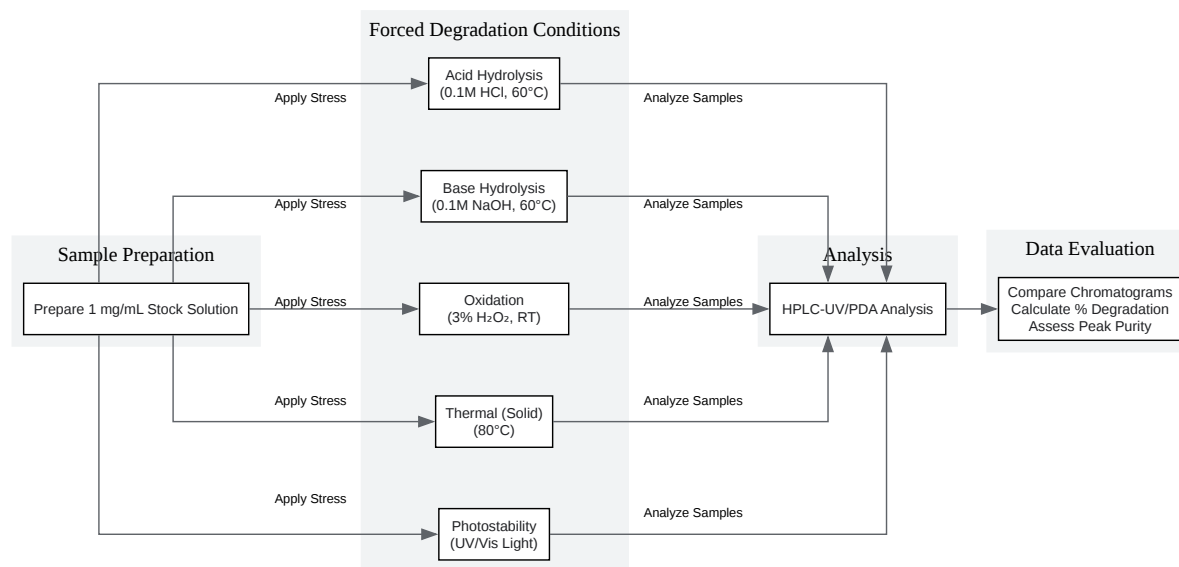 Forced Degradation Conditions
Acid Hydrolysis
(0.1M HCl, 60°C)
Apply Stress
Analyze Samples
Base Hydrolysis
(0.1M NaOH, 60°C)
Apply Stress
Analyze Samples
Sample Preparation
Analysis
Data Evaluation
Prepare 1 mg/mL Stock Solution
Apply Stress
Oxidation
(3% H₂O₂, RT)
Analyze Samples
HPLC-UV/PDA Analysis
Compare Chromatograms
Calculate % Degradation
Assess Peak Purity
Apply Stress
Thermal (Solid)
(80°C)
Analyze Samples
Apply Stress
Photostability
(UV/Vis Light)
Analyze Samples